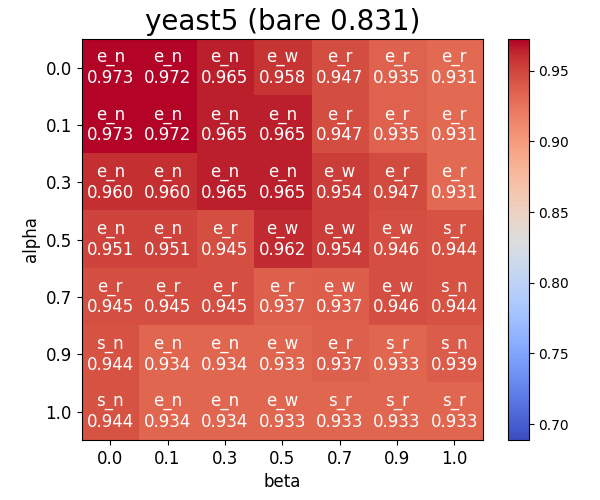 yeast5 (bare 0.831)
alpha
0.0 e_n e_n e_n e_w e_r e_r e_r
0.973 0.972 0.965 0.958 0.947 0.935 0.931
0.1 e_n e_n e_n e_n e_r e_r e_r
0.973 0.972 0.965 0.965 0.947 0.935 0.931
0.3 e_n e_n e_n e_n e_w e_r e_r
0.960 0.960 0.965 0.965 0.954 0.947 0.931
0.5 e_n e_n e_r e_w e_w e_w s_r
0.951 0.951 0.945 0.962 0.954 0.946 0.944
0.7 e_r e_r e_r e_r e_w e_w s_n
0.945 0.945 0.945 0.937 0.937 0.946 0.944
0.9 s_n e_n e_n e_w e_r s_r s_n
0.944 0.934 0.934 0.933 0.937 0.933 0.939
1.0 s_n e_n e_n e_w s_r s_r s_r
0.944 0.934 0.934 0.933 0.933 0.933 0.933
0.0 0.1 0.3 0.5 0.7 0.9 1.0
beta
0.95
0.90
0.85
0.80
0.75
0.70